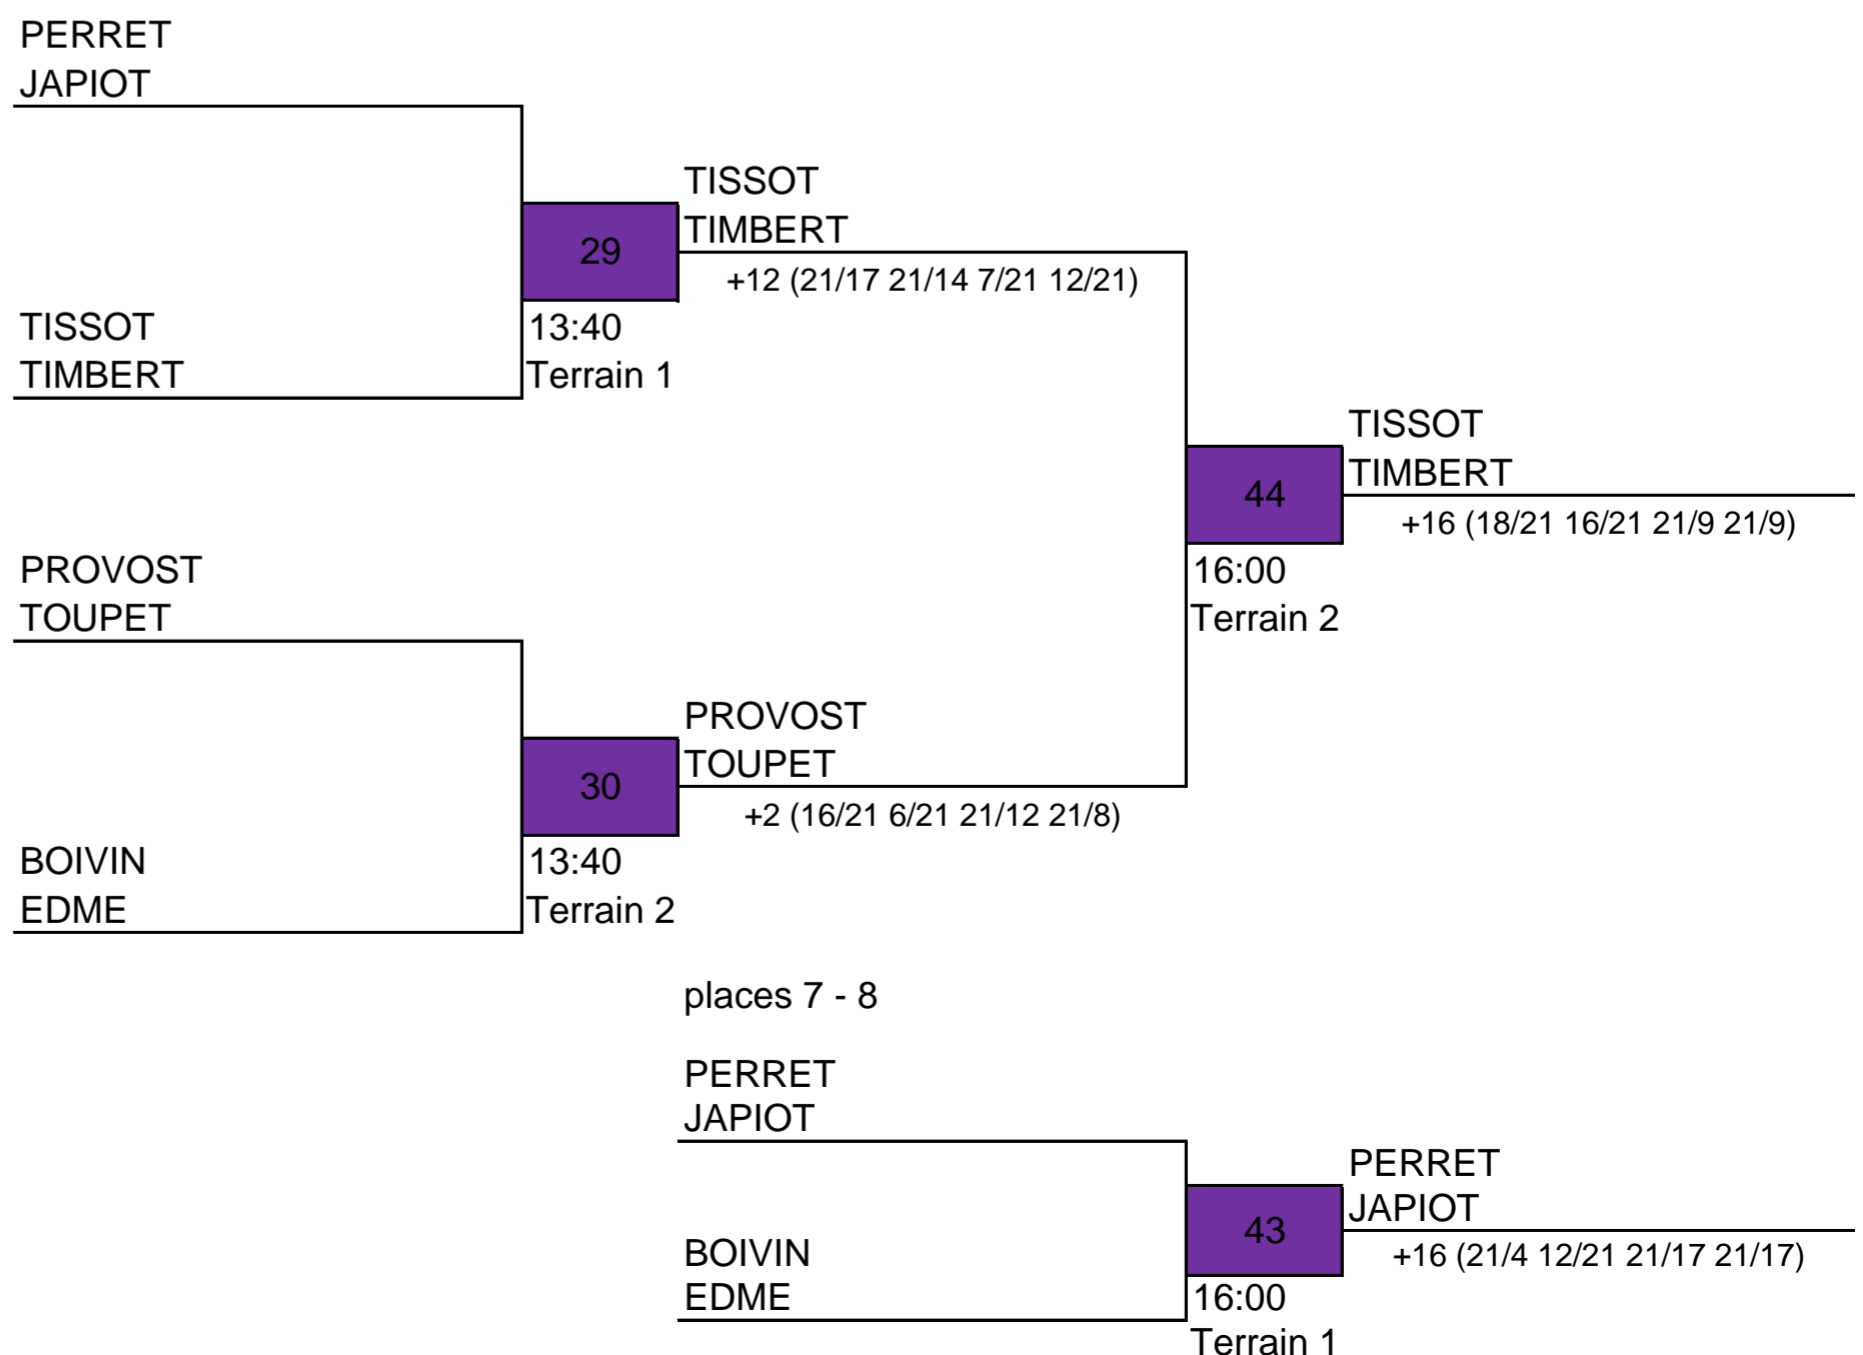 PERRET
JAPIOT
TISSOT
TIMBERT
29
+12 (21/17 21/14 7/21 12/21)
TISSOT
TIMBERT
13:40
Terrain 1
TISSOT
TIMBERT
44
+16 (18/21 16/21 21/9 21/9)
PROVOST
TOUPET
16:00
Terrain 2
PROVOST
TOUPET
30
+2 (16/21 6/21 21/12 21/8)
BOIVIN
EDME
13:40
Terrain 2
places 7 - 8
PERRET
JAPIOT
PERRET
JAPIOT
43
+16 (21/4 12/21 21/17 21/17)
BOIVIN
EDME
16:00
Terrain 1